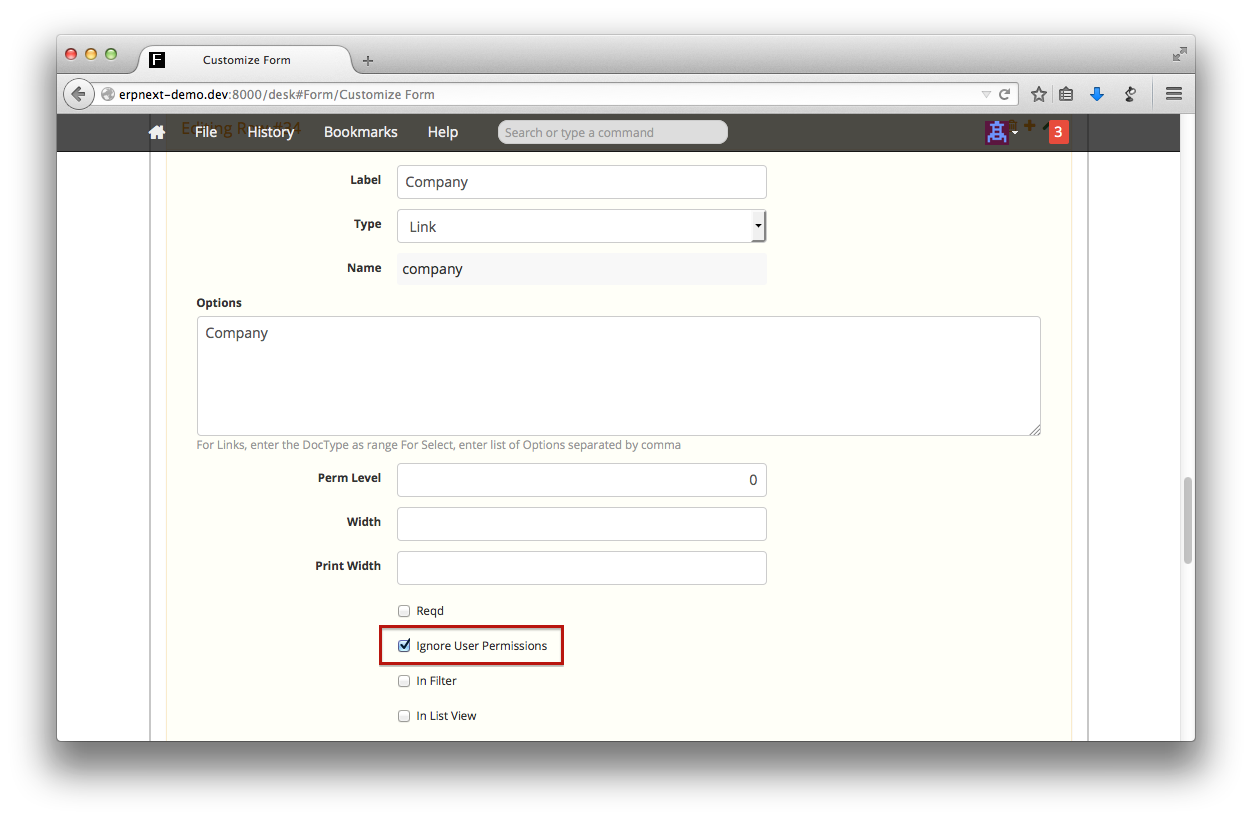 F
Customize Form
erpnext-demo.dev:8000/desk#Form/Customize Form
Editing Row #34
File History Bookmarks Help Search or type a command 3
Label Company
Type Link
Name company
Options
Company
For Links, enter the DocType as range For Select, enter list of Options separated by comma
Perm Level 0
Width
Print Width
Reqd
Ignore User Permissions
In Filter
In List View